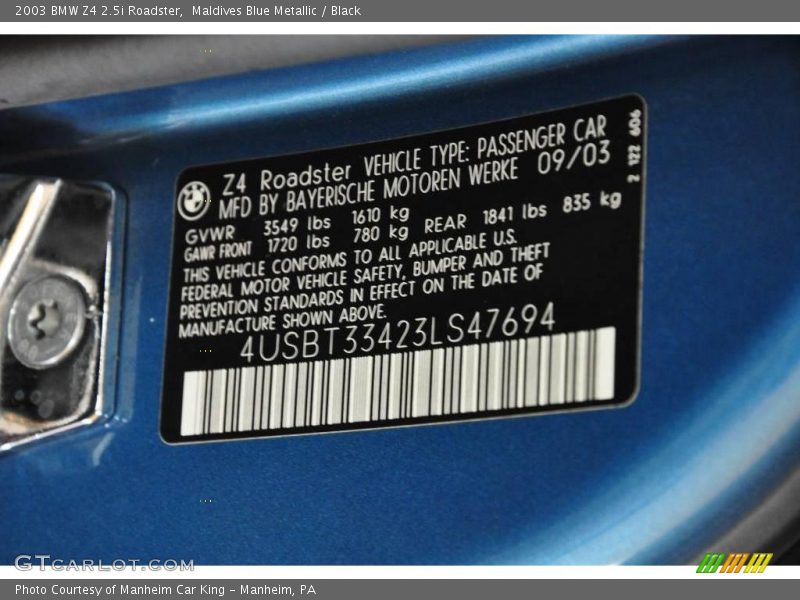 2003 BMW Z4 2.5i Roadster,  Maldives Blue Metallic / Black
Z4 Roadster VEHICLE TYPE: PASSENGER CAR
MFD BY BAYERISCHE MOTOREN WERKE 09/03
GVWR 3549 lbs 1610 kg
GAWR FRONT 1720 lbs 780 kg REAR 1841 lbs 835 kg
THIS VEHICLE CONFORMS TO ALL APPLICABLE U.S.
FEDERAL MOTOR VEHICLE SAFETY, BUMPER AND THEFT
PREVENTION STANDARDS IN EFFECT ON THE DATE OF
MANUFACTURE SHOWN ABOVE.
4USBT33423LS47694
2 122 606
GTCARLOT.COM
Photo Courtesy of Manheim Car King - Manheim, PA